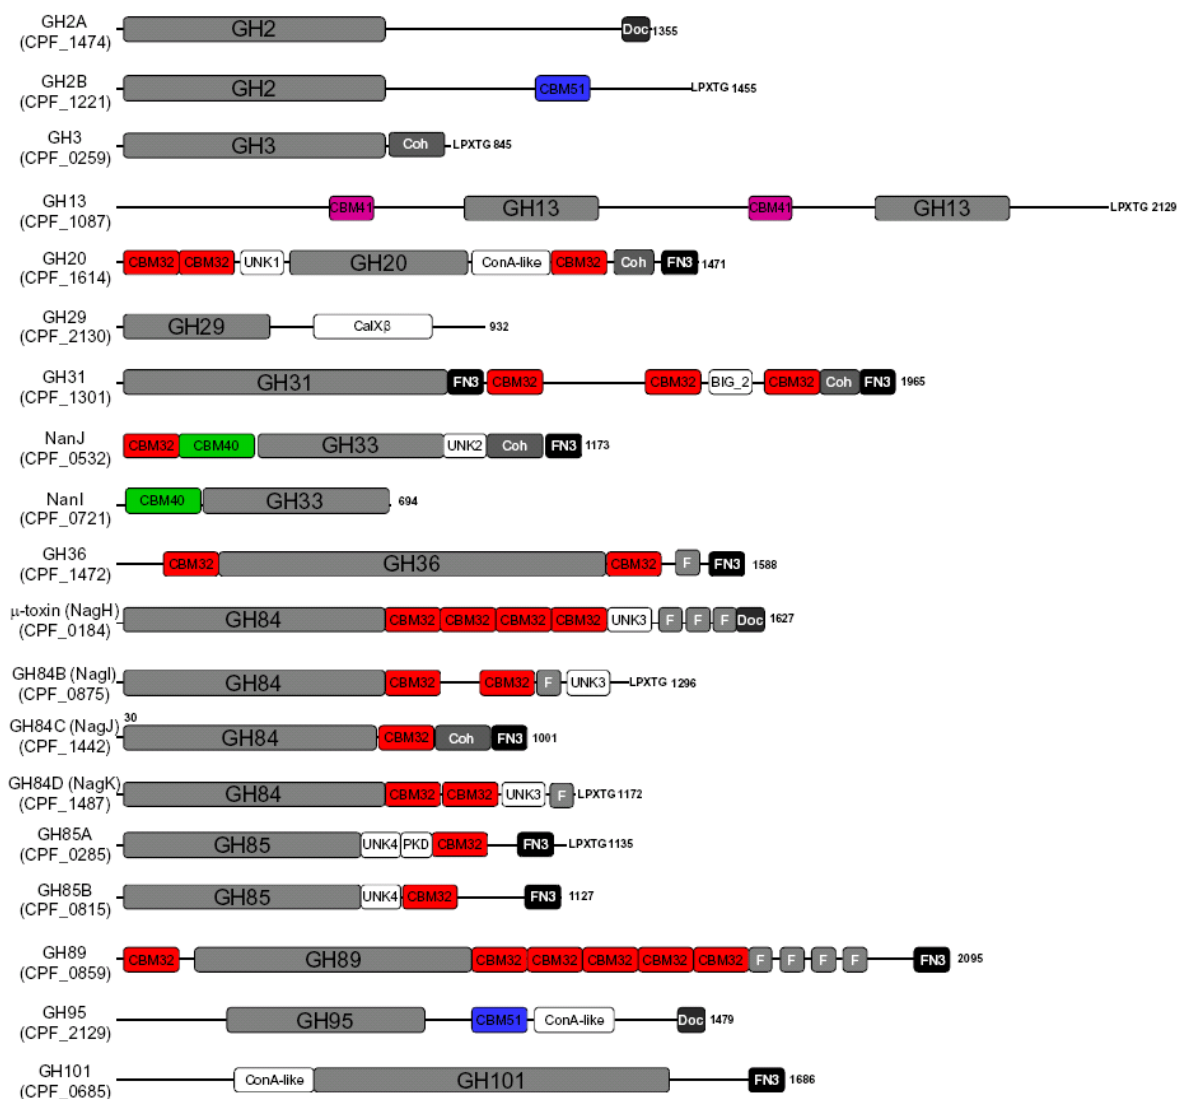 GH2A
(CPF_1474)
GH2 Doc 1355
GH2B
(CPF_1221)
GH2 CBM51 LPXTG 1455
GH3
(CPF_0259)
GH3 Coh LPXTG 845
GH13
(CPF_1087)
CBM41 GH13 CBM41 GH13 LPXTG 2129
GH20
(CPF_1614)
CBM32 CBM32 UNK1 GH20 ConA-like CBM32 Coh FN3 1471
GH29
(CPF_2130)
GH29 CalXβ 932
GH31
(CPF_1301)
GH31 FN3 CBM32 CBM32 BIG_2 CBM32 Coh FN3 1965
NanJ
(CPF_0532)
CBM32 CBM40 GH33 UNK2 Coh FN3 1173
NanI
(CPF_0721)
CBM40 GH33 694
GH36
(CPF_1472)
CBM32 GH36 CBM32 F FN3 1588
μ-toxin (NagH)
(CPF_0184)
GH84 CBM32 CBM32 CBM32 CBM32 UNK3 F F F Doc 1627
GH84B (NagI)
(CPF_0875)
GH84 CBM32 CBM32 F UNK3 LPXTG 1296
30
GH84C (NagJ)
(CPF_1442)
GH84 CBM32 Coh FN3 1001
GH84D (NagK)
(CPF_1487)
GH84 CBM32 CBM32 UNK3 F LPXTG 1172
GH85A
(CPF_0285)
GH85 UNK4 PKD CBM32 FN3 LPXTG 1135
GH85B
(CPF_0815)
GH85 UNK4 CBM32 FN3 1127
GH89
(CPF_0859)
CBM32 GH89 CBM32 CBM32 CBM32 CBM32 CBM32 F F F F FN3 2095
GH95
(CPF_2129)
GH95 CBM51 ConA-like Doc 1479
GH101
(CPF_0685)
ConA-like GH101 FN3 1686